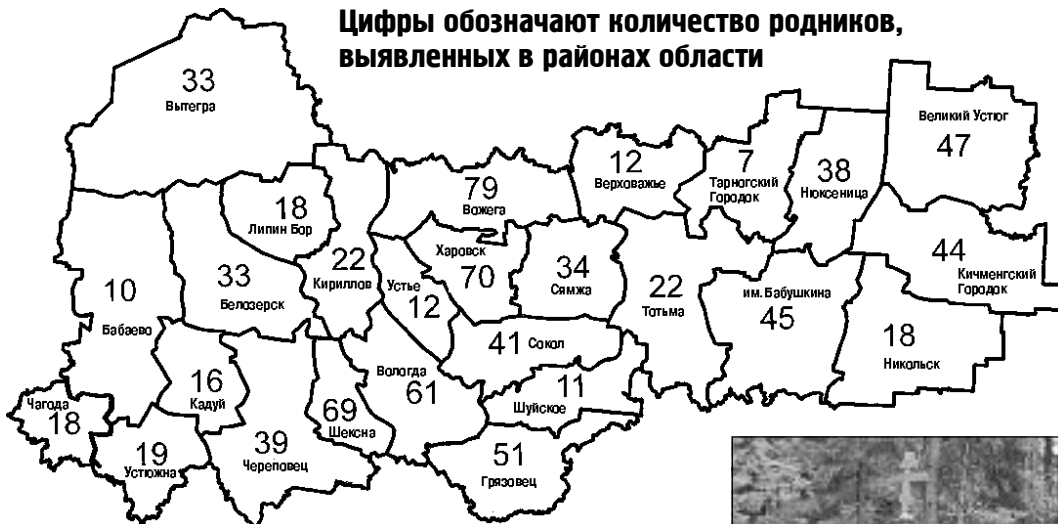 Цифры обозначают количество родников,
выявленных в районах области
33
Вытегра
18
Липин Бор
10
Бабаево
33
Белозерск
22
Кириллов
79
Вожега
Харовск
70
Устье
12
34
Сямжа
12
Верховажье
7
Тарногский
Городок
38
Нюксеница
Великий Устюг
47
44
Кичменгский
Городок
22
Тотьма
им. Бабушкина
45
18
Никольск
41 Сокол
11
Шуйское
Вологда
61
69
Шексна
16
Кадуй
Чагода
18
19
Устюжна
39
Череповец
51
Грязовец